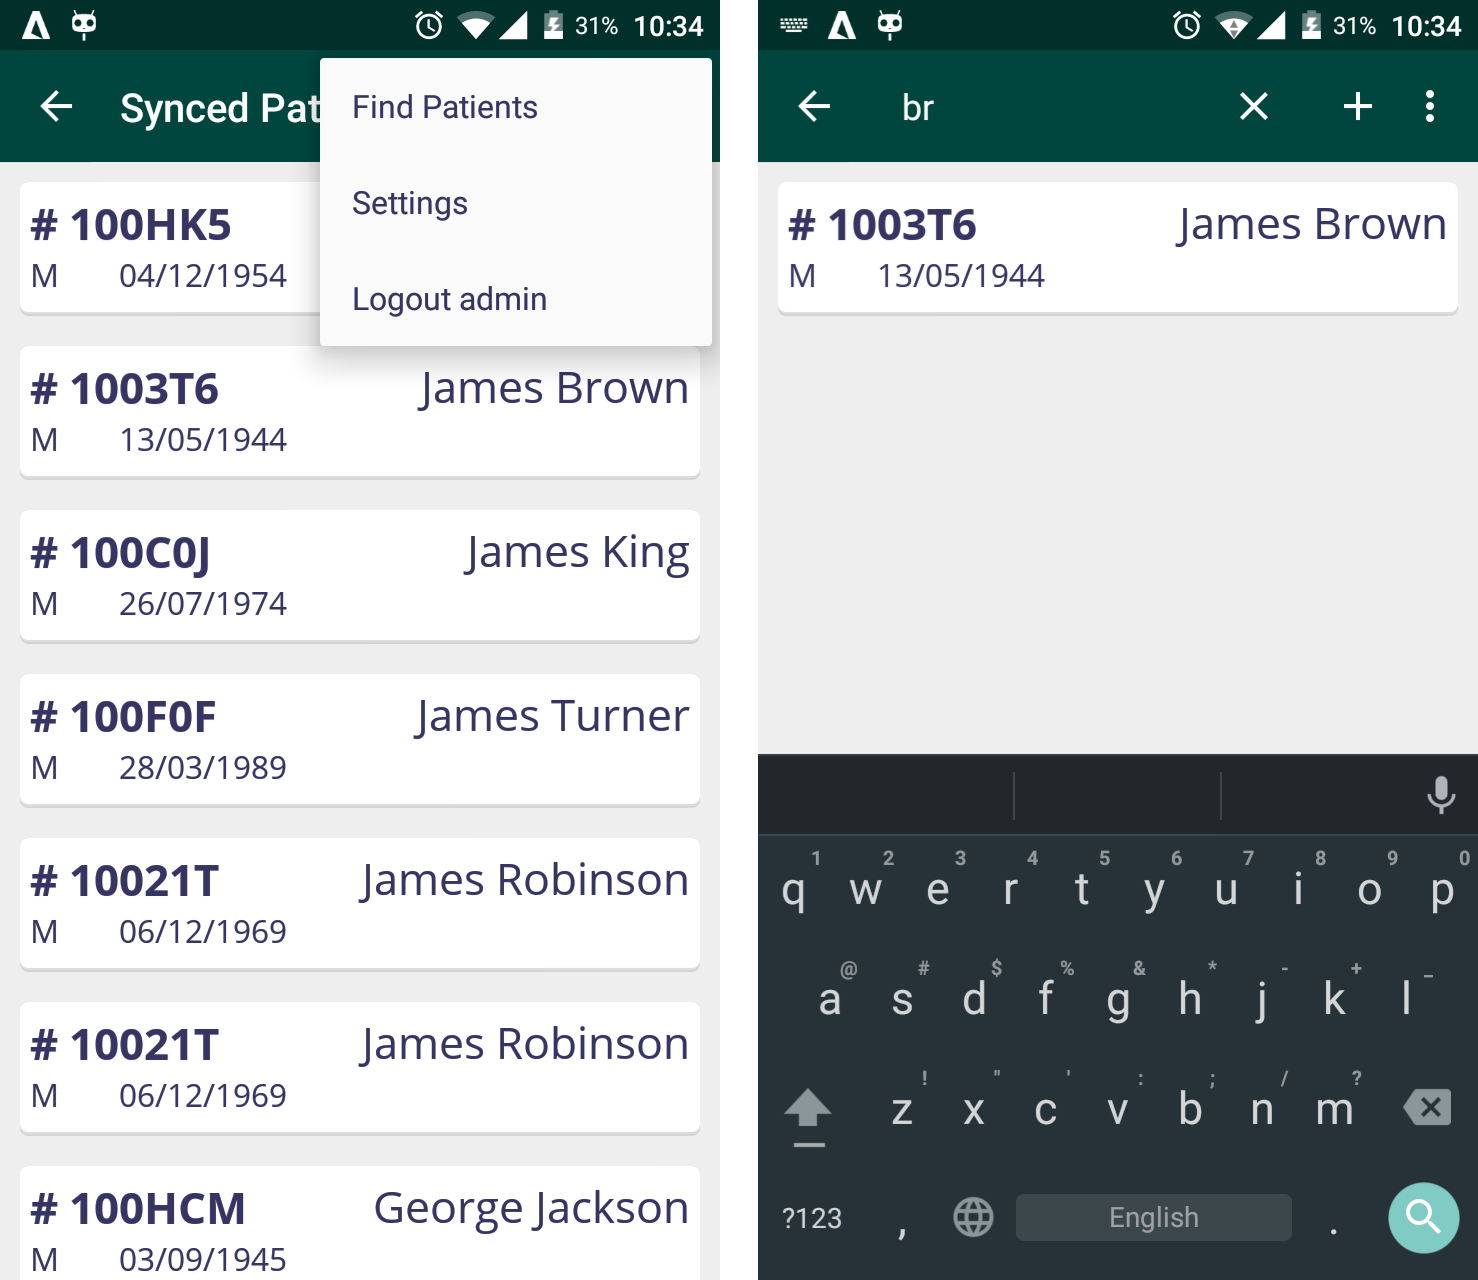 31% 10:34
Synced Pat
Find Patients
Settings
Logout admin
# 100HK5
M 04/12/1954
# 1003T6 James Brown
M 13/05/1944
# 100C0J James King
M 26/07/1974
# 100F0F James Turner
M 28/03/1989
# 10021T James Robinson
M 06/12/1969
# 10021T James Robinson
M 06/12/1969
# 100HCM George Jackson
M 03/09/1945
31% 10:34
br
# 1003T6 James Brown
M 13/05/1944
1 2 3 4 5 6 7 8 9 0
q w e r t y u i o p
@ # $ % & * - + _
a s d f g h j k l
! " ' : ; / ?
z x c v b n m
?123 , English .